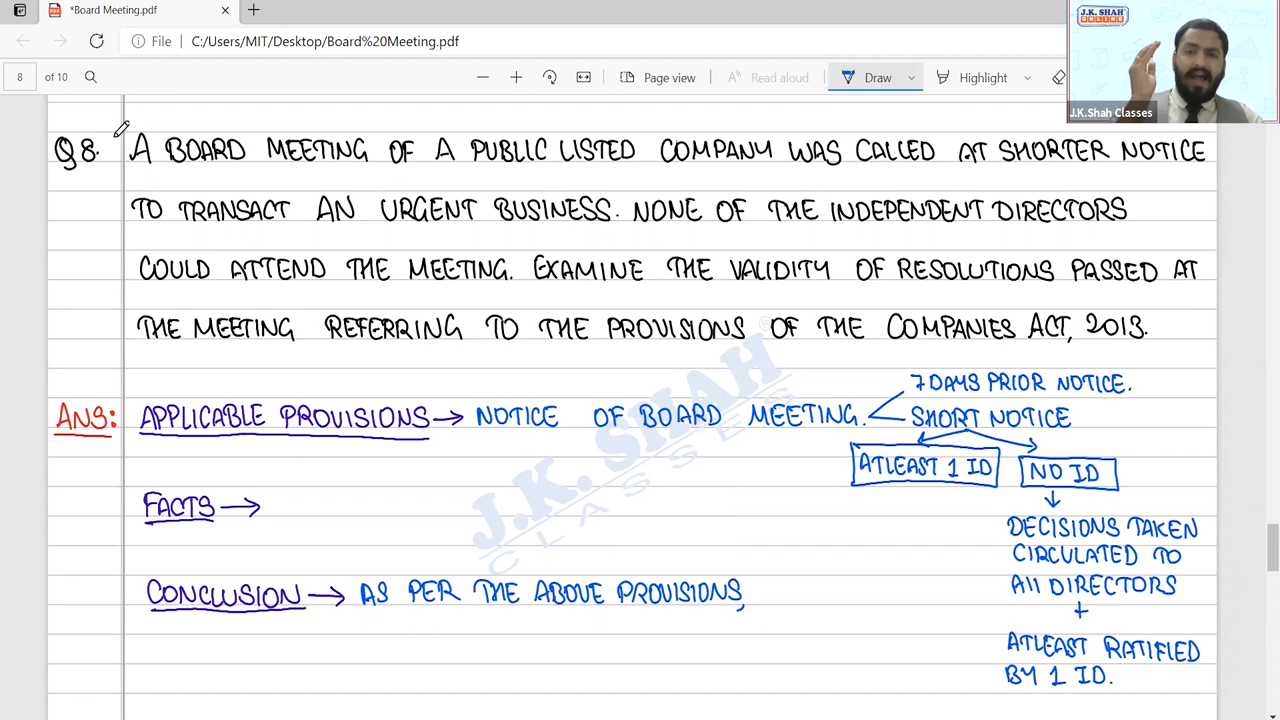 *Board Meeting.pdf
File C:/Users/MIT/Desktop/Board%20Meeting.pdf
8 of 10 Page view Read aloud Draw Highlight
J.K. SHAH
ONLINE
J.K.Shah Classes
Q8. A BOARD MEETING OF A PUBLIC LISTED COMPANY WAS CALLED AT SHORTER NOTICE
TO TRANSACT AN URGENT BUSINESS. NONE OF THE INDEPENDENT DIRECTORS
COULD ATTEND THE MEETING. EXAMINE THE VALIDITY OF RESOLUTIONS PASSED AT
THE MEETING REFERRING TO THE PROVISIONS OF THE COMPANIES ACT, 2013.
7 DAYS PRIOR NOTICE.
ANS: APPLICABLE PROVISIONS → NOTICE OF BOARD MEETING. SHORT NOTICE
ATLEAST 1 ID NO ID
FACTS →
DECISIONS TAKEN
CIRCULATED TO
All DIRECTORS
+
CONCLUSION → AS PER THE ABOVE PROVISIONS,
ATLEAST RATIFIED
BY 1 ID.
J.K. SHAH®
CLASSES